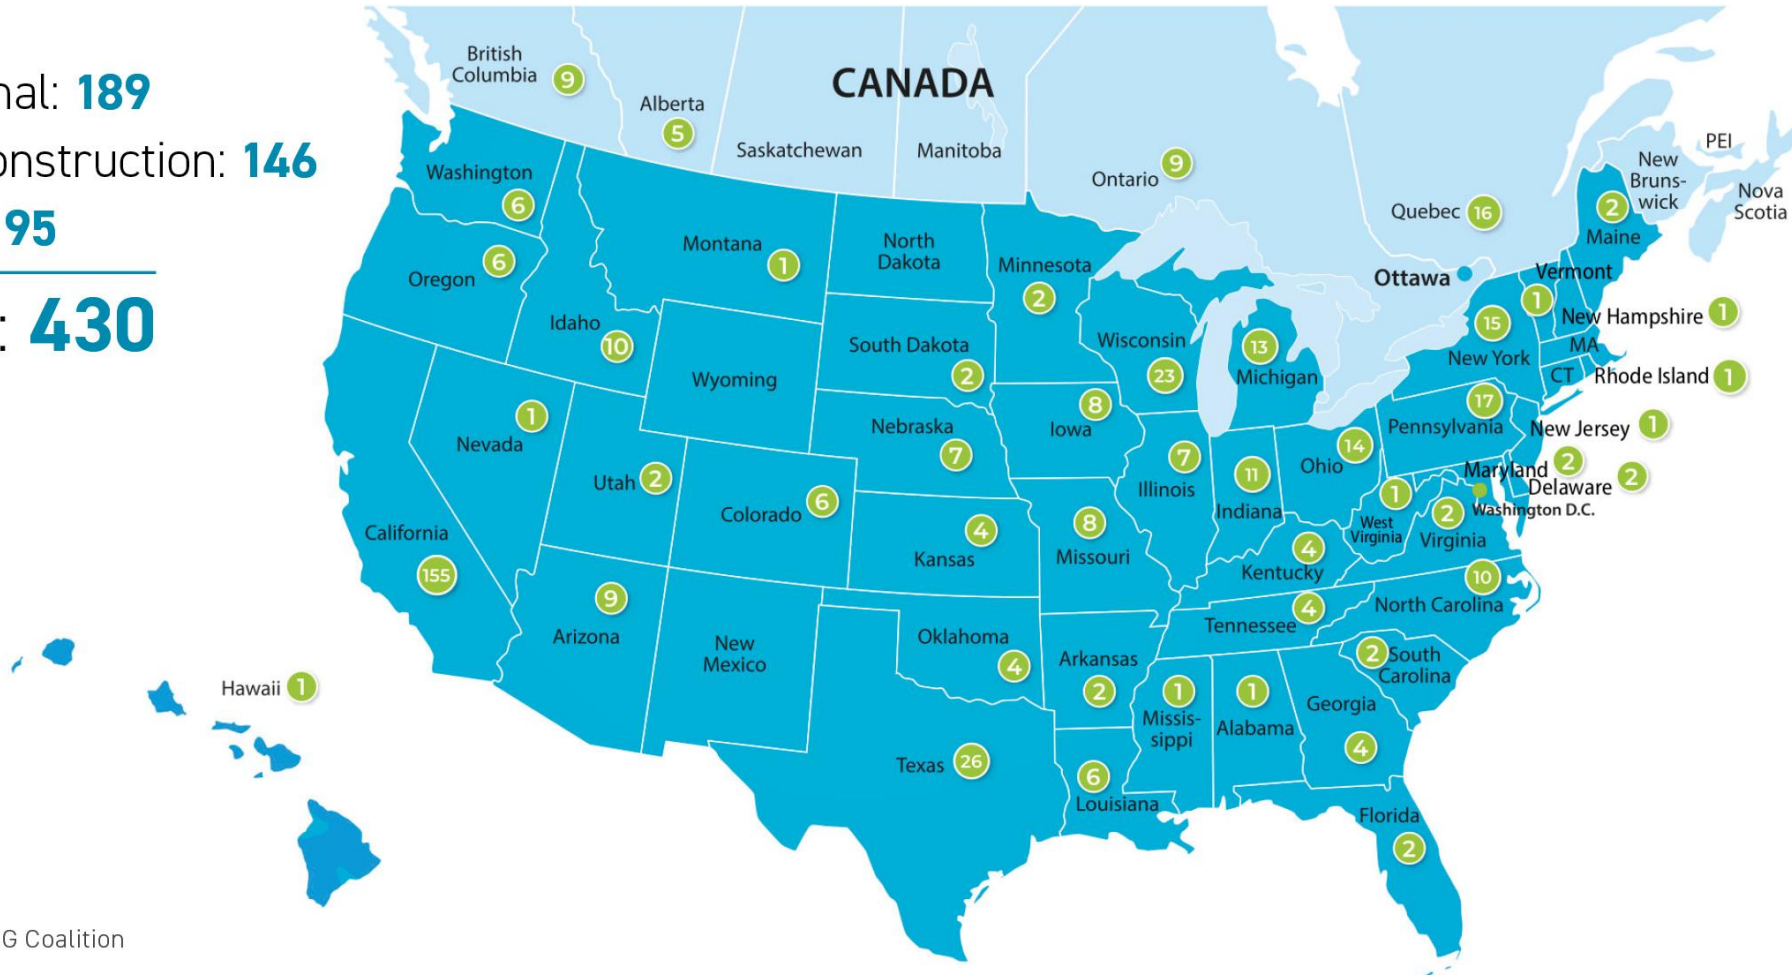 nal: 189
onstruction: 146
95
: 430
G Coalition
CANADA
British
Columbia 9
Alberta
5
Saskatchewan
Manitoba
Ontario 9
Quebec 16
Ottawa
PEI
New
Bruns-
wick
Nova
Scotia
Washington
6
Oregon 6
Idaho
10
Montana 1
North
Dakota
Minnesota
2
Wisconsin
23
13
Michigan
2
Maine
Vermont
1
New Hampshire 1
15
New York
MA
CT
Rhode Island 1
South Dakota
2
Wyoming
Nebraska
7
8
Iowa
7
Illinois
11
Indiana
14
Ohio
17
Pennsylvania
New Jersey 1
Maryland 2
Delaware 2
Washington D.C.
1
West
Virginia
2
Virginia
1
Nevada
Utah 2
Colorado 6
4
Kansas
8
Missouri
4
Kentucky
10
North Carolina
4
Tennessee
California
155
9
Arizona
New
Mexico
Oklahoma
4
Arkansas
2
2 South
Carolina
1
Missis-
sippi
1
Alabama
Georgia
4
Texas 26
6
Louisiana
Florida
2
Hawaii 1